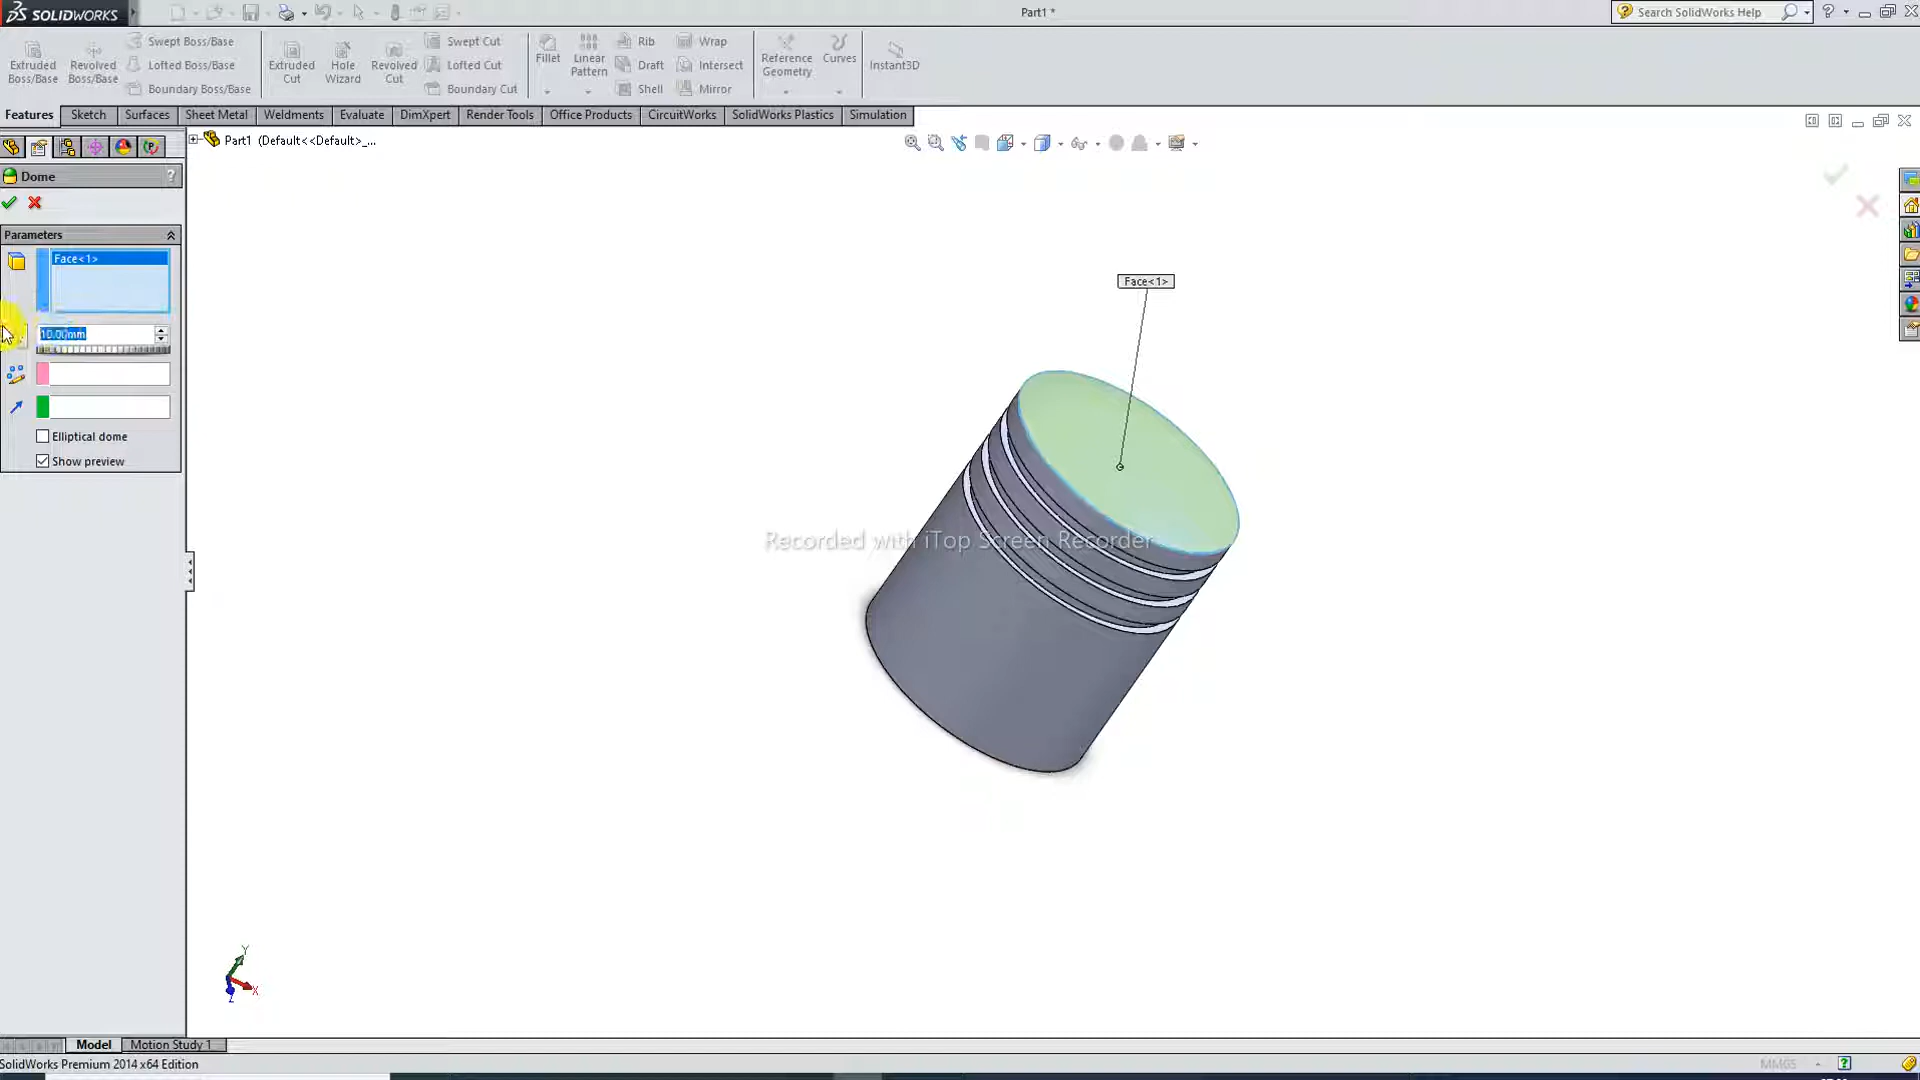 SOLIDWORKS
Part1 *
Search SolidWorks Help
Extruded Boss/Base
Revolved Boss/Base
Swept Boss/Base
Lofted Boss/Base
Boundary Boss/Base
Extruded Cut
Hole Wizard
Revolved Cut
Swept Cut
Lofted Cut
Boundary Cut
Fillet
Linear Pattern
Rib
Draft
Shell
Wrap
Intersect
Mirror
Reference Geometry
Curves
Instant3D
Features
Sketch
Surfaces
Sheet Metal
Weldments
Evaluate
DimXpert
Render Tools
Office Products
CircuitWorks
SolidWorks Plastics
Simulation
Part1 (Default<<Default>_...
Dome
?
Parameters
Face<1>
10.00mm
Elliptical dome
Show preview
Face<1>
Recorded with iTop Screen Recorder
Y
X
Z
Model
Motion Study 1
SolidWorks Premium 2014 x64 Edition
MMGS